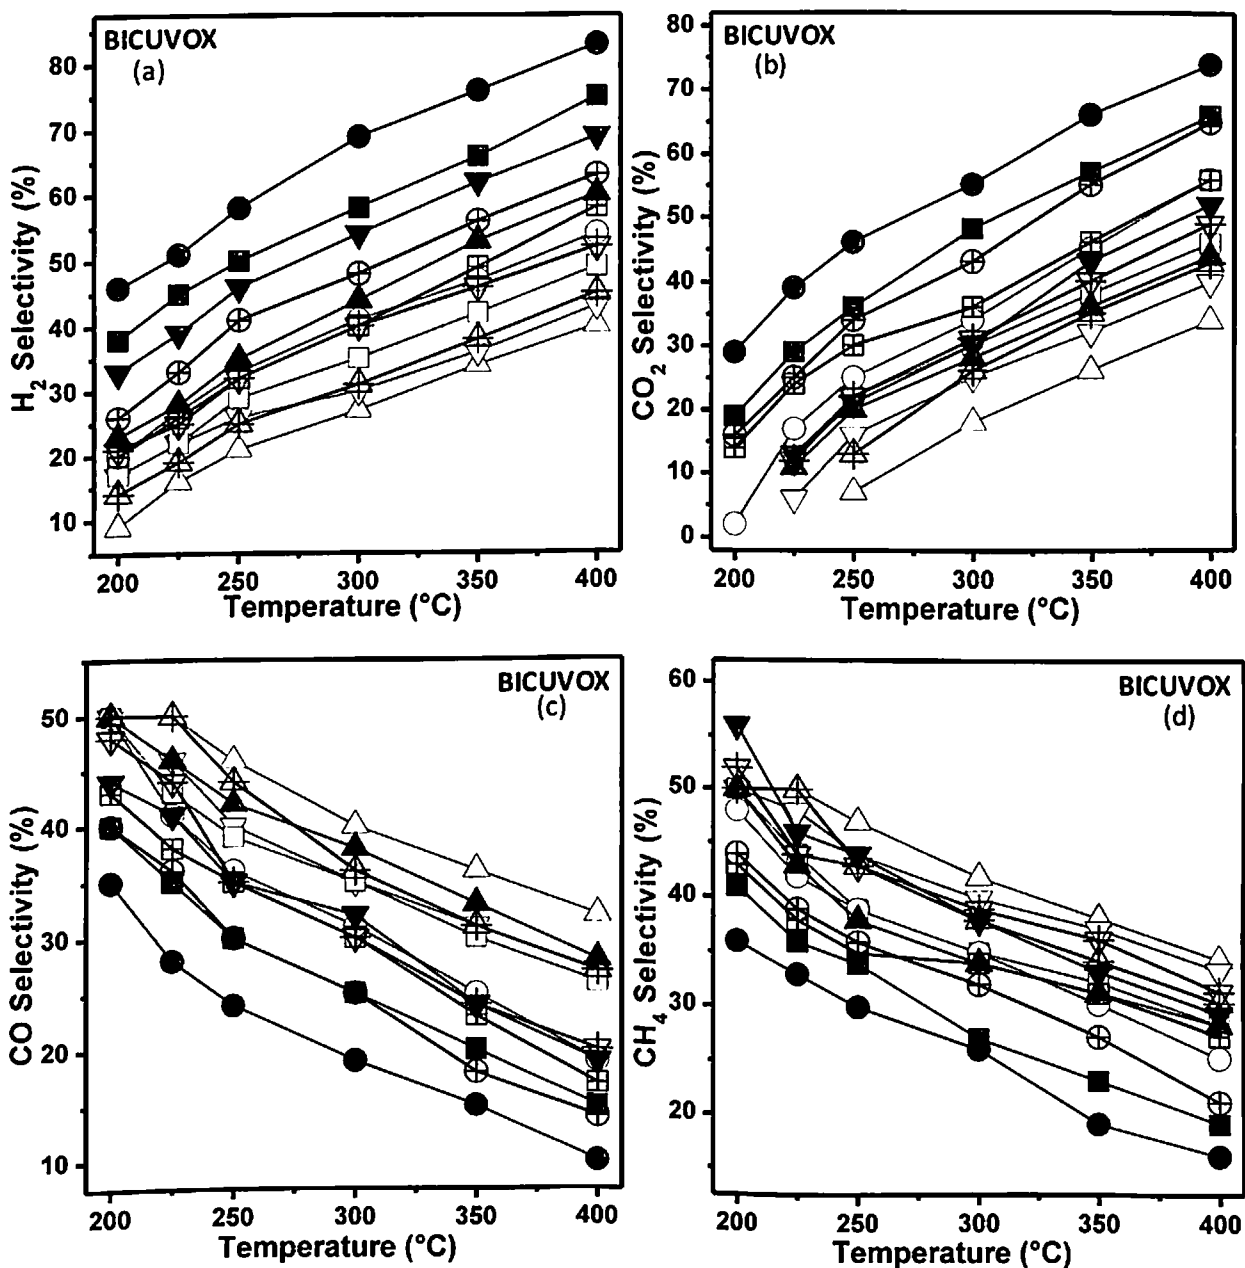 BICUVOX
(a)
H2 Selectivity (%)
80
70
60
50
40
30
20
10
200 250 300 350 400
Temperature (°C)
BICUVOX
(b)
CO2 Selectivity (%)
80
70
60
50
40
30
20
10
0
200 250 300 350 400
Temperature (°C)
BICUVOX
(c)
CO Selectivity (%)
50
40
30
20
10
200 250 300 350 400
Temperature (°C)
BICUVOX
(d)
CH4 Selectivity (%)
60
50
40
30
20
200 250 300 350 400
Temperature (°C)